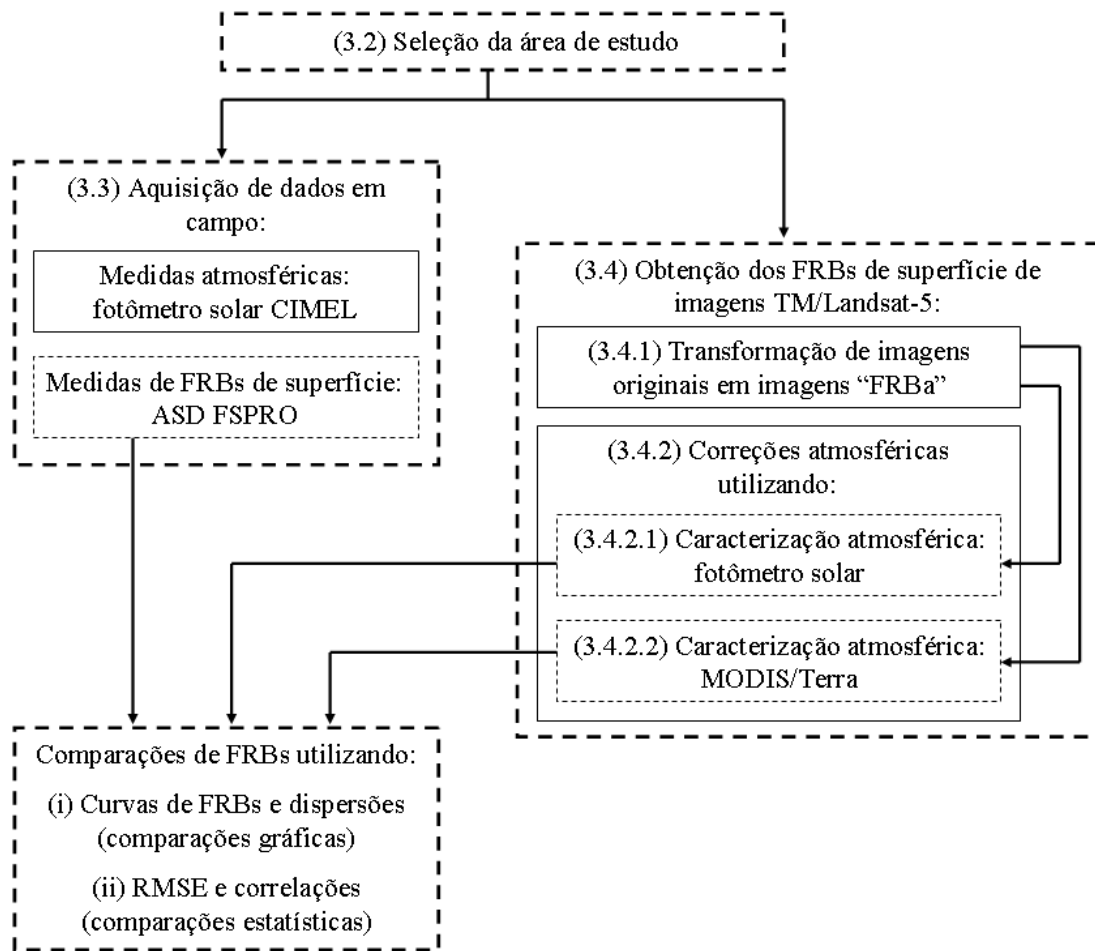 (3.2) Seleção da área de estudo
(3.3) Aquisição de dados em
campo:
Medidas atmosféricas:
fotômetro solar CIMEL
Medidas de FRBs de superfície:
ASD FSPRO
(3.4) Obtenção dos FRBs de superfície de
imagens TM/Landsat-5:
(3.4.1) Transformação de imagens
originais em imagens “FRBa”
(3.4.2) Correções atmosféricas
utilizando:
(3.4.2.1) Caracterização atmosférica:
fotômetro solar
(3.4.2.2) Caracterização atmosférica:
MODIS/Terra
Comparações de FRBs utilizando:
(i) Curvas de FRBs e dispersões
(comparações gráficas)
(ii) RMSE e correlações
(comparações estatísticas)